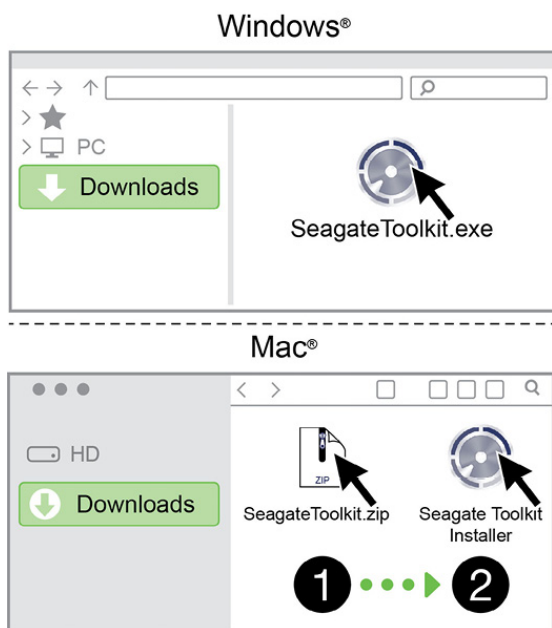 Windows®
PC
Downloads
SeagateToolkit.exe
Mac®
HD
Downloads
ZIP
SeagateToolkit.zip
Seagate Toolkit
Installer
1
2